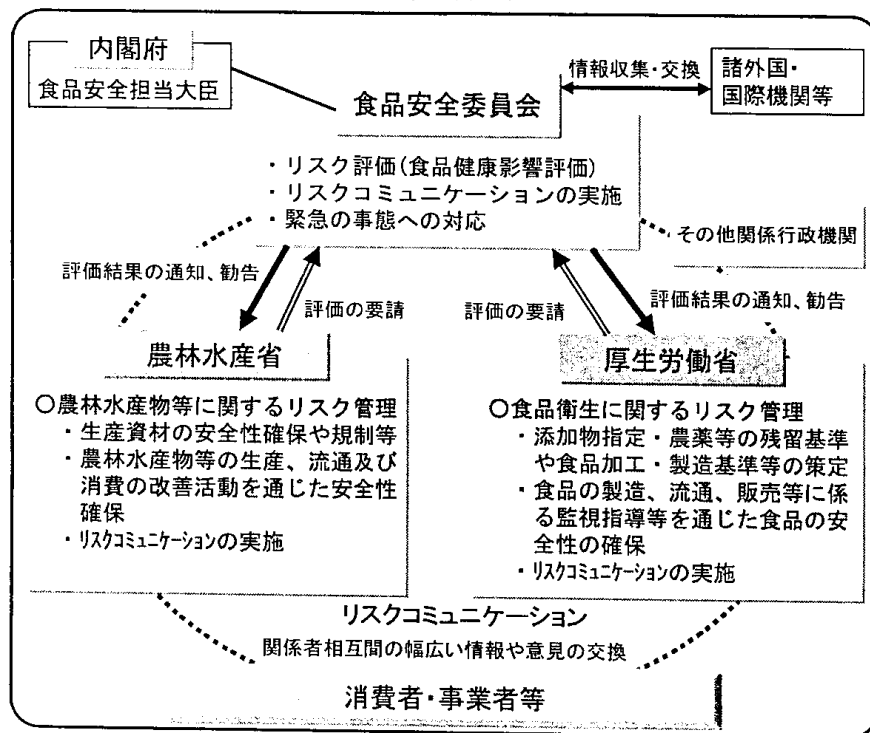 内閣府
食品安全担当大臣
食品安全委員会
情報収集・交換
諸外国・
国際機関等
・リスク評価(食品健康影響評価)
・リスクコミュニケーションの実施
・緊急の事態への対応
その他関係行政機関
評価結果の通知、勧告
評価の要請
評価の要請
評価結果の通知、勧告
農林水産省
○農林水産物等に関するリスク管理
・生産資材の安全性確保や規制等
・農林水産物等の生産、流通及び
消費の改善活動を通じた安全性
確保
・ﾘｽｸｺﾐｭﾆｹｰｼｮﾝの実施
厚生労働省
○食品衛生に関するリスク管理
・添加物指定・農薬等の残留基準
や食品加工・製造基準等の策定
・食品の製造、流通、販売等に係
る監視指導等を通じた食品の安
全性の確保
・ﾘｽｸｺﾐｭﾆｹｰｼｮﾝの実施
リスクコミュニケーション
関係者相互間の幅広い情報や意見の交換
消費者・事業者等